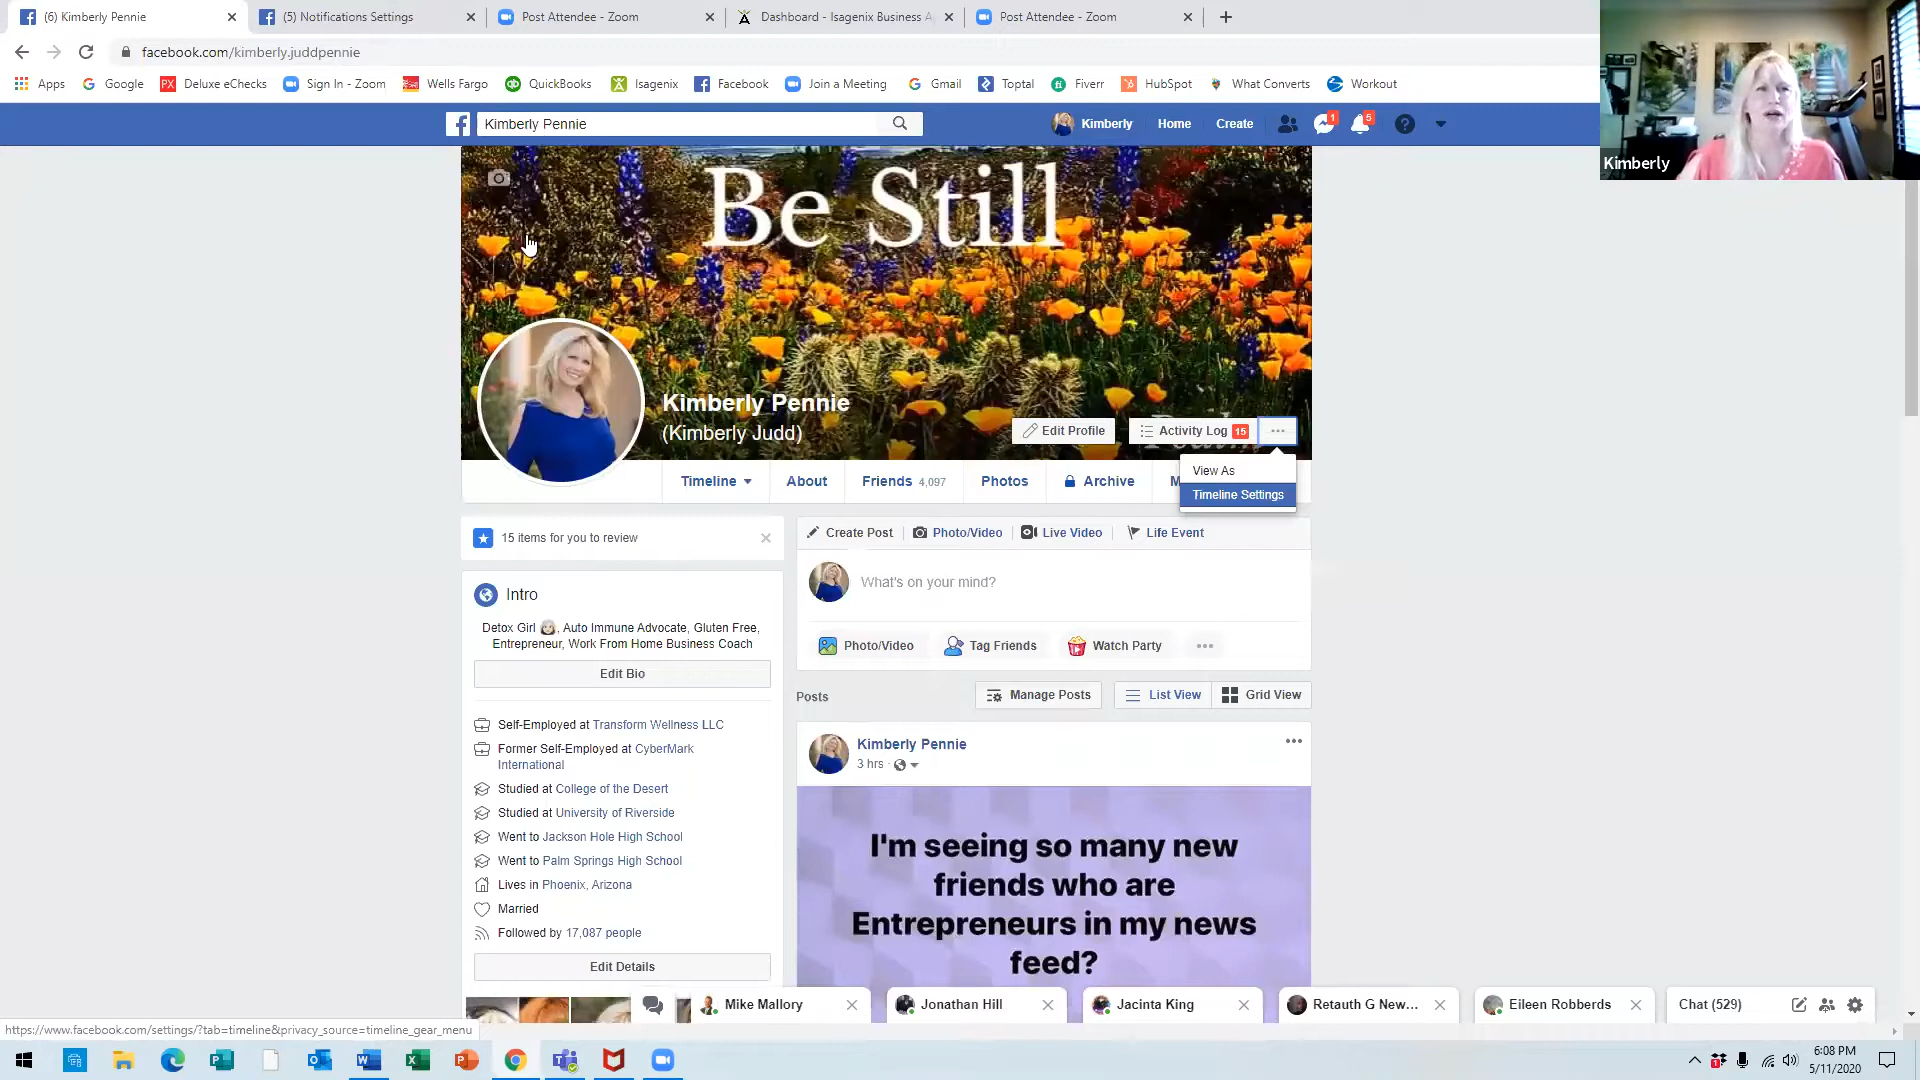 (6) Kimberly Pennie
(5) Notifications Settings
Post Attendee - Zoom
Dashboard - Isagenix Business A
Post Attendee - Zoom
facebook.com/kimberly.juddpennie
Apps
Google
Deluxe eChecks
Sign In - Zoom
Wells Fargo
QuickBooks
Isagenix
Facebook
Join a Meeting
Gmail
Toptal
Fiverr
HubSpot
What Converts
Workout
Kimberly Pennie
Kimberly
Home
Create
1
5
Kimberly
Be Still
Kimberly Pennie
(Kimberly Judd)
Edit Profile
Activity Log 15
View As
Timeline Settings
Timeline
About
Friends 4,097
Photos
Archive
M
15 items for you to review
Create Post
Photo/Video
Live Video
Life Event
What's on your mind?
Photo/Video
Tag Friends
Watch Party
Intro
Detox Girl 👩🏼, Auto Immune Advocate, Gluten Free,
Entrepreneur, Work From Home Business Coach
Edit Bio
Self-Employed at Transform Wellness LLC
Former Self-Employed at CyberMark
International
Studied at College of the Desert
Studied at University of Riverside
Went to Jackson Hole High School
Went to Palm Springs High School
Lives in Phoenix, Arizona
Married
Followed by 17,087 people
Edit Details
Posts
Manage Posts
List View
Grid View
Kimberly Pennie
3 hrs ·
I'm seeing so many new
friends who are
Entrepreneurs in my news
feed?
Mike Mallory
Jonathan Hill
Jacinta King
Retauth G New...
Eileen Robberds
Chat (529)
https://www.facebook.com/settings/?tab=timeline&privacy_source=timeline_gear_menu
6:08 PM
5/11/2020